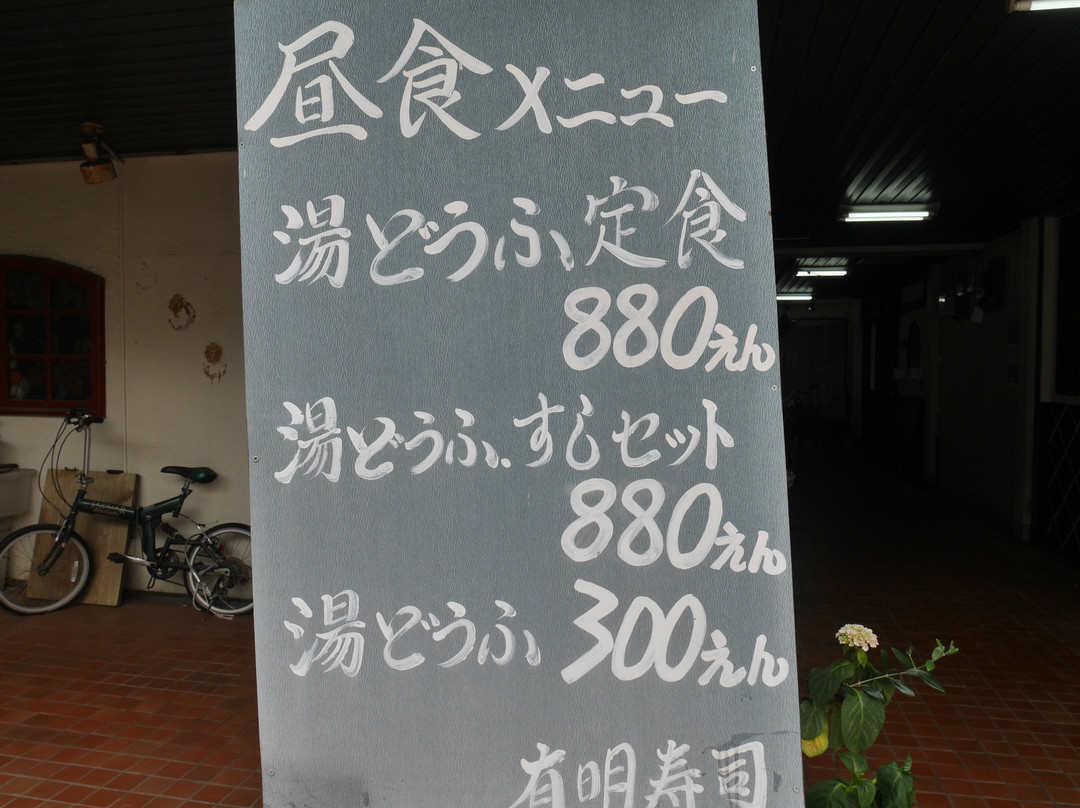 昼食メニュー
湯どうふ定食
880えん
湯どうふ.すしセット
880えん
湯どうふ 300えん
有明寿司